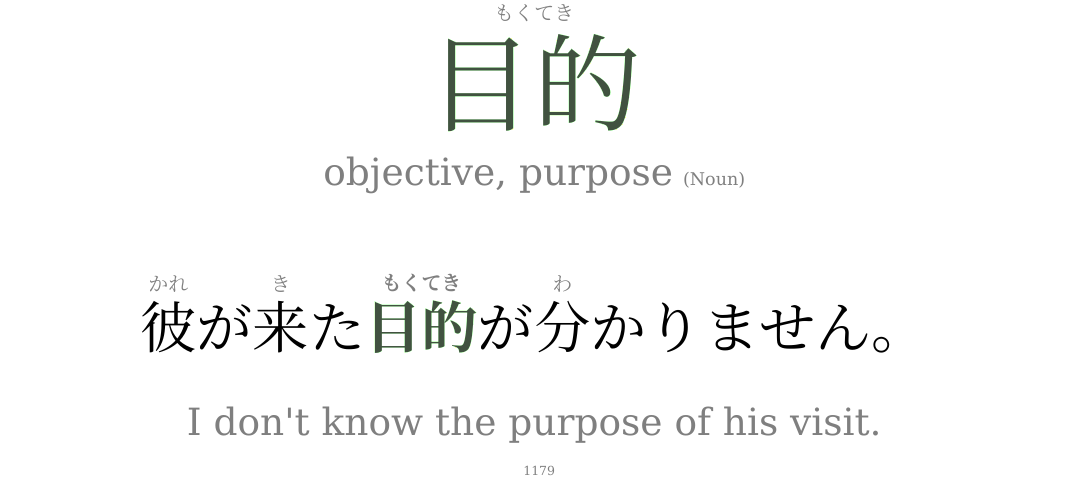 もくてき
目的
objective, purpose (Noun)
かれ き もくてき わ
彼が来た目的が分かりません。
I don't know the purpose of his visit.
1179